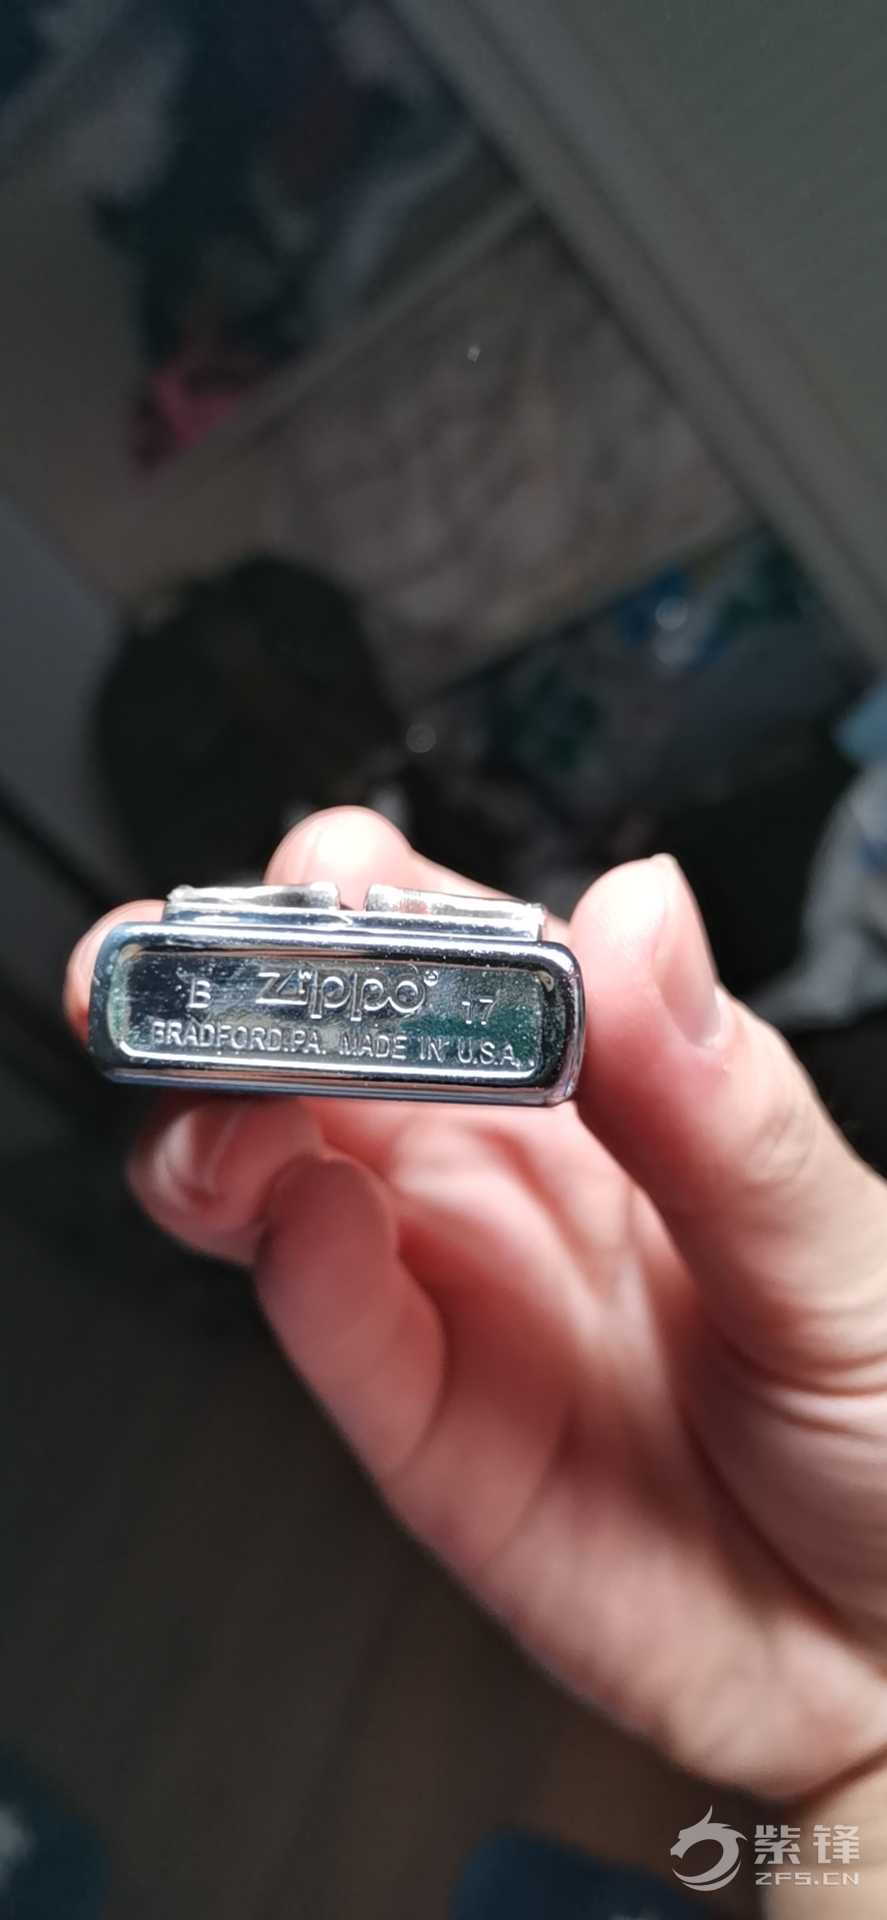 B Zippo® 17
BRADFORD.PA. MADE IN U.S.A.
紫锋
ZFS.CN